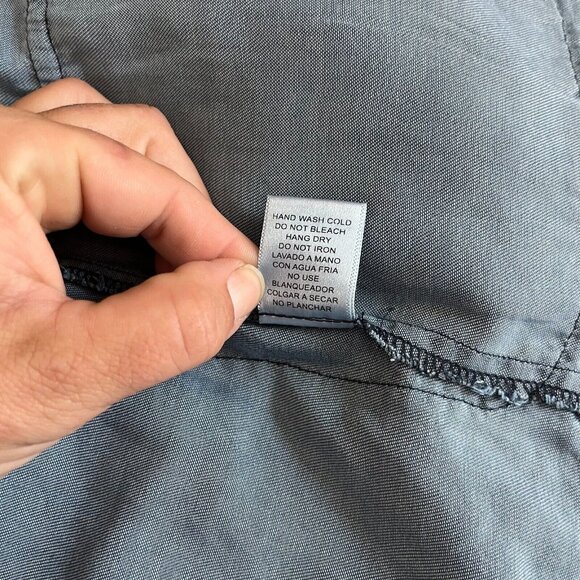 HAND WASH COLD
DO NOT BLEACH
HANG DRY
DO NOT IRON
LAVADO A MANO
CON AGUA FRIA
NO USE
BLANQUEADOR
COLGAR A SECAR
NO PLANCHAR